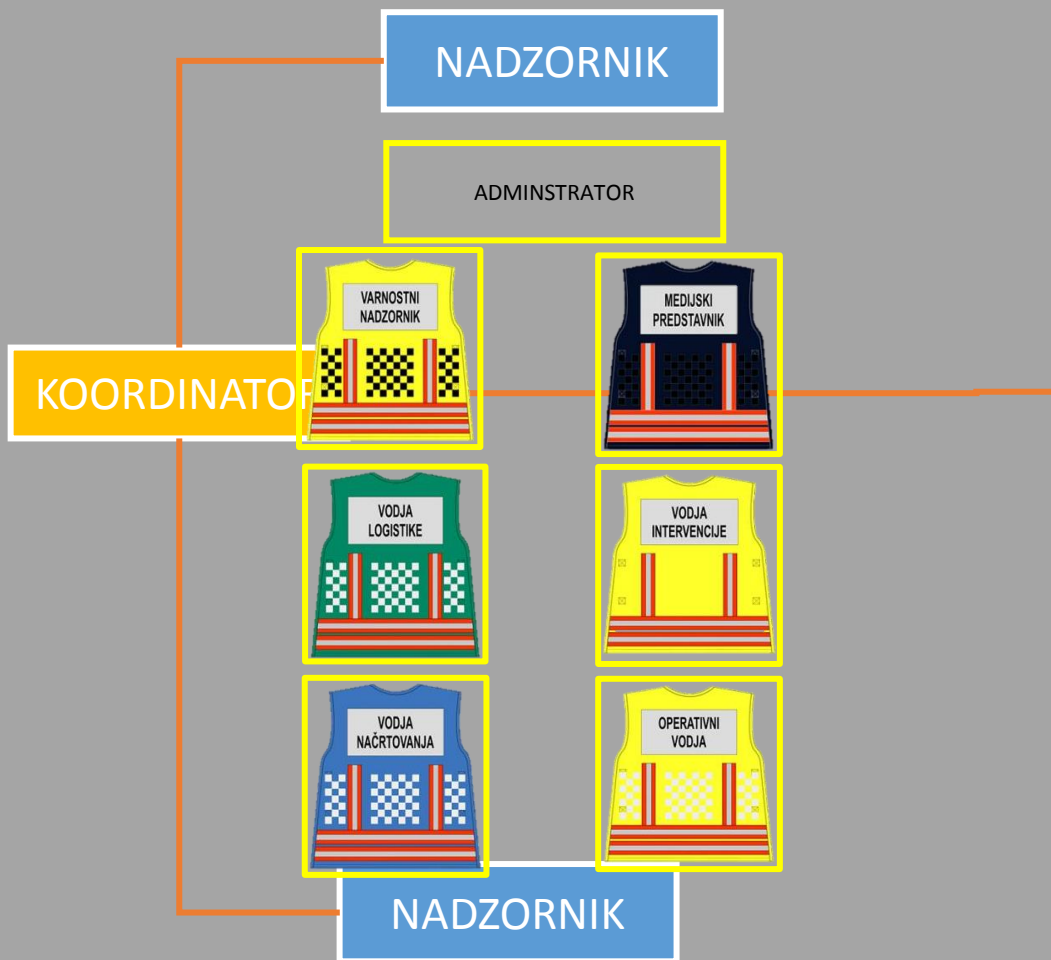 NADZORNIK
ADMINSTRATOR
VARNOSTNI
NADZORNIK
MEDIJSKI
PREDSTAVNIK
KOORDINATOR
VODJA
LOGISTIKE
VODJA
INTERVENCIJE
VODJA
NAČRTOVANJA
OPERATIVNI
VODJA
NADZORNIK